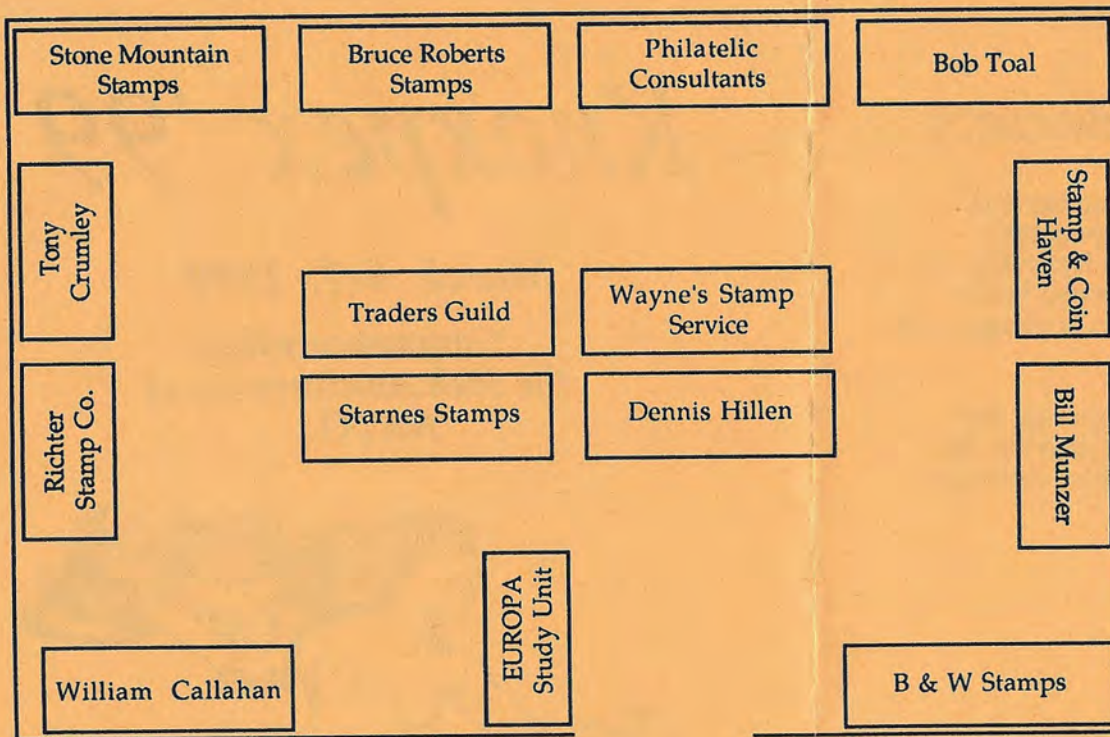 Stone Mountain
Stamps
Bruce Roberts
Stamps
Philatelic
Consultants
Bob Toal
Tony
Crumley
Stamp & Coin
Haven
Traders Guild
Wayne's Stamp
Service
Richter
Stamp Co.
Starnes Stamps
Dennis Hillen
Bill Munzer
EUROPA
Study Unit
William Callahan
B & W Stamps